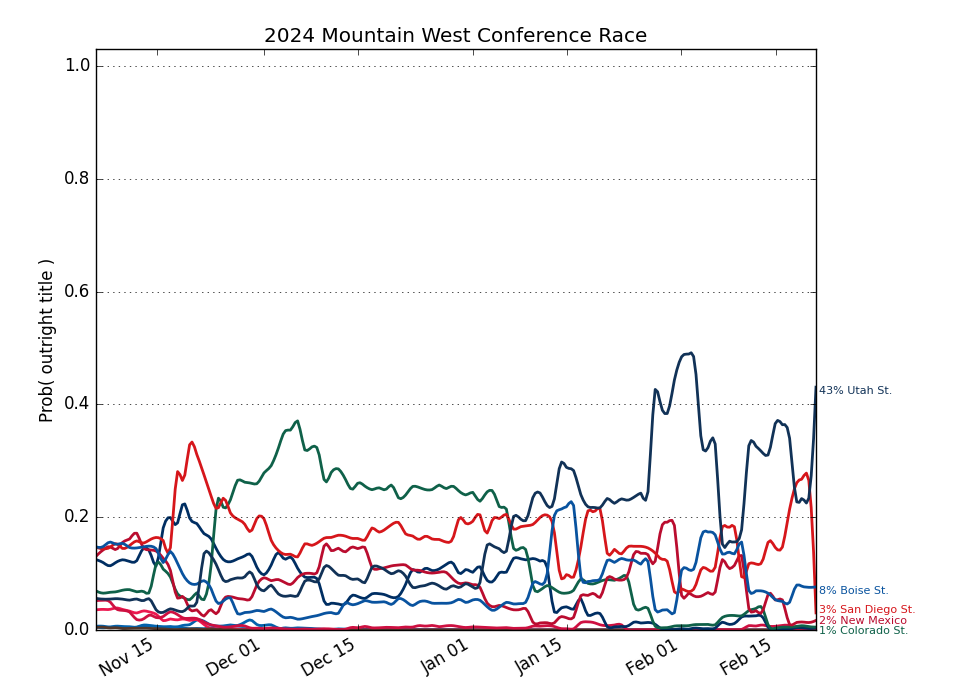 2024 Mountain West Conference Race
1.0
0.8
0.6
0.4
0.2
0.0
Prob( outright title )
43% Utah St.
8% Boise St.
3% San Diego St.
2% New Mexico
1% Colorado St.
Nov 15
Dec 01
Dec 15
Jan 01
Jan 15
Feb 01
Feb 15